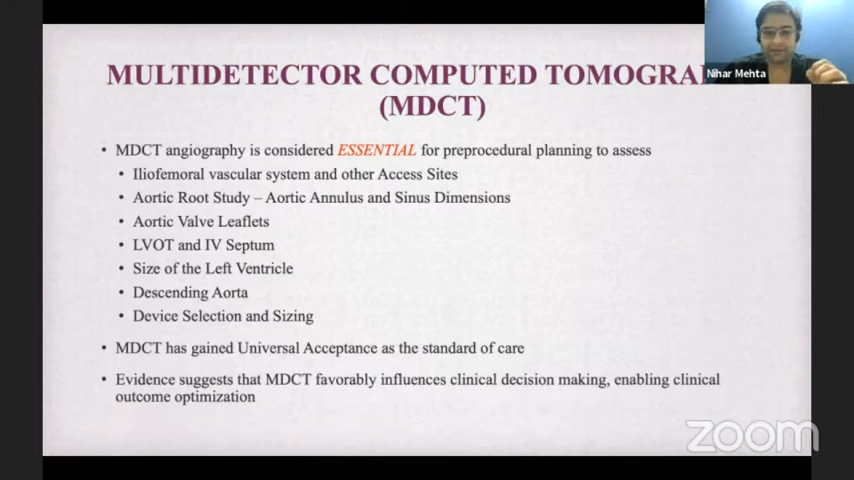 MULTIDETECTOR COMPUTED TOMOGRA
(MDCT)
Nihar Mehta
• MDCT angiography is considered ESSENTIAL for preprocedural planning to assess
• Iliofemoral vascular system and other Access Sites
• Aortic Root Study – Aortic Annulus and Sinus Dimensions
• Aortic Valve Leaflets
• LVOT and IV Septum
• Size of the Left Ventricle
• Descending Aorta
• Device Selection and Sizing
• MDCT has gained Universal Acceptance as the standard of care
• Evidence suggests that MDCT favorably influences clinical decision making, enabling clinical
outcome optimization
zoom